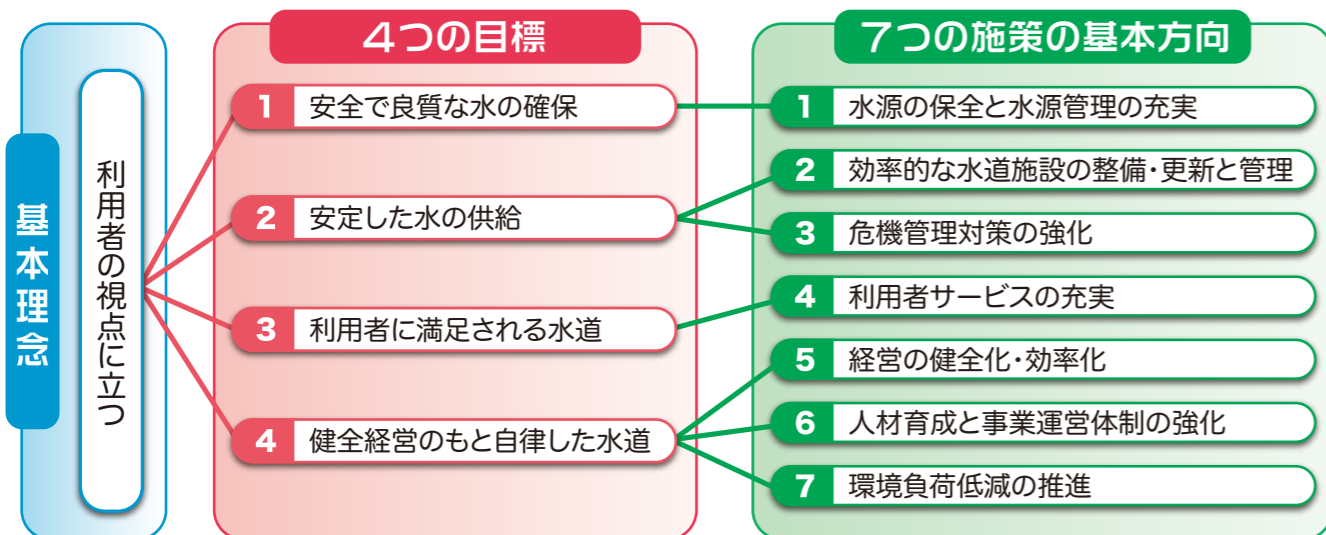 基本理念
利用者の視点に立つ
4つの目標
1 安全で良質な水の確保
2 安定した水の供給
3 利用者に満足される水道
4 健全経営のもと自律した水道
7つの施策の基本方向
1 水源の保全と水源管理の充実
2 効率的な水道施設の整備・更新と管理
3 危機管理対策の強化
4 利用者サービスの充実
5 経営の健全化・効率化
6 人材育成と事業運営体制の強化
7 環境負荷低減の推進